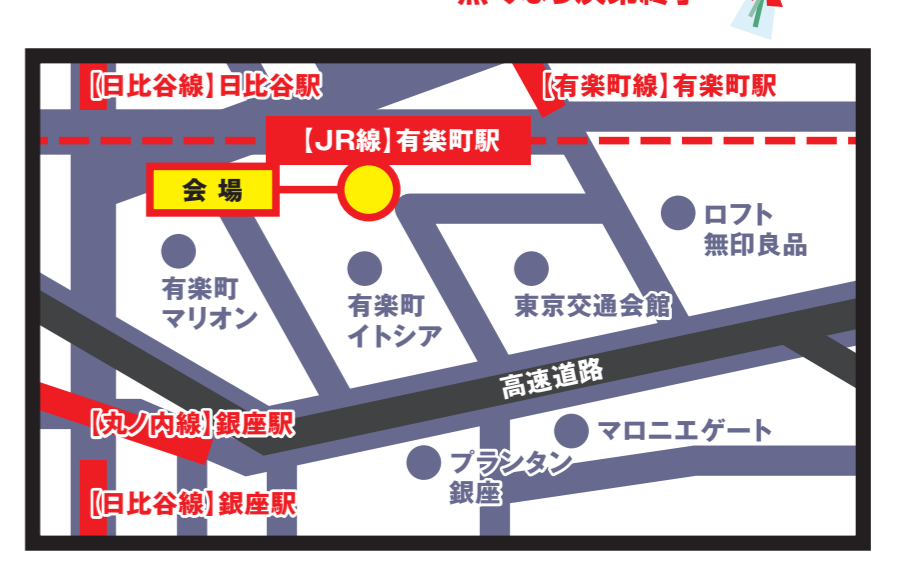 【日比谷線】日比谷駅
【有楽町線】有楽町駅
【JR線】有楽町駅
会場
ロフト
無印良品
有楽町
マリオン
有楽町
イトシア
東京交通会館
高速道路
【丸ノ内線】銀座駅
マロニエゲート
プランタン
銀座
【日比谷線】銀座駅